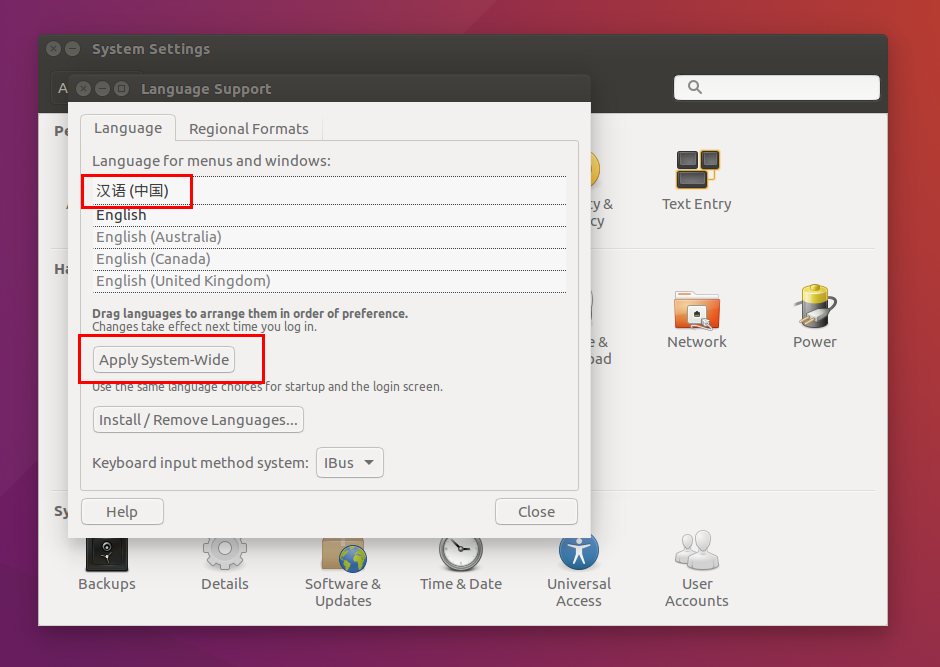 System Settings
A
Language Support
Language
Regional Formats
Language for menus and windows:
汉语 (中国)
English
English (Australia)
English (Canada)
English (United Kingdom)
Drag languages to arrange them in order of preference.
Changes take effect next time you log in.
Apply System-Wide
Use the same language choices for startup and the login screen.
Install / Remove Languages...
Keyboard input method system:
IBus
Help
Close
Pe
Text Entry
Ha
Network
Power
Sy
Backups
Details
Software &
Updates
Time & Date
Universal
Access
User
Accounts